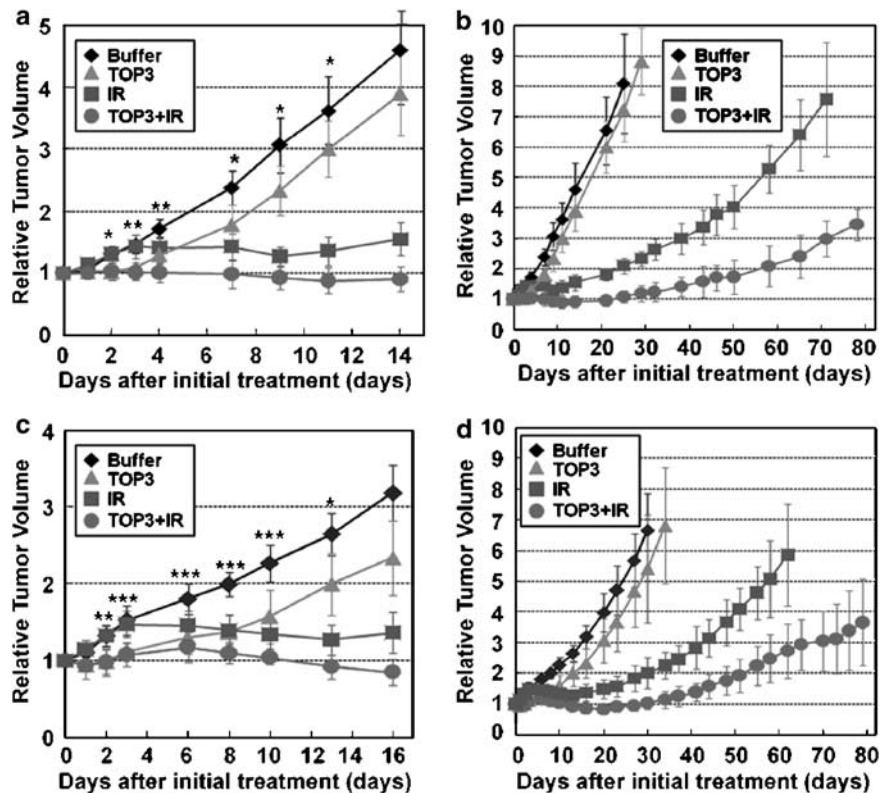 a
5
4
3
2
1
0
Relative Tumor Volume
Buffer
TOP3
IR
TOP3+IR
*
**
**
*
*
*
0 2 4 6 8 10 12 14
Days after initial treatment (days)
b
10
9
8
7
6
5
4
3
2
1
0
Relative Tumor Volume
Buffer
TOP3
IR
TOP3+IR
0 10 20 30 40 50 60 70 80
Days after initial treatment (days)
c
4
3
2
1
0
Relative Tumor Volume
Buffer
TOP3
IR
TOP3+IR
**
***
***
***
***
*
0 2 4 6 8 10 12 14 16
Days after initial treatment (days)
d
10
9
8
7
6
5
4
3
2
1
0
Relative Tumor Volume
Buffer
TOP3
IR
TOP3+IR
0 10 20 30 40 50 60 70 80
Days after initial treatment (days)